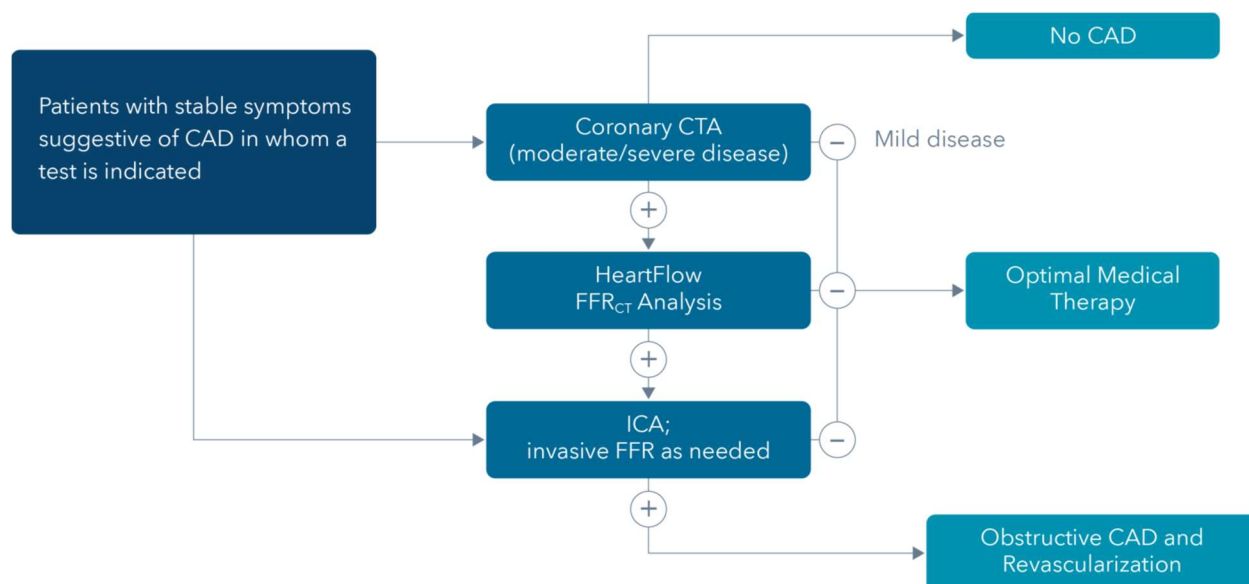 No CAD
Patients with stable symptoms
suggestive of CAD in whom a
test is indicated
Coronary CTA
(moderate/severe disease)
−
Mild disease
+
HeartFlow
FFRCT Analysis
−
Optimal Medical
Therapy
+
ICA;
invasive FFR as needed
−
+
Obstructive CAD and
Revascularization